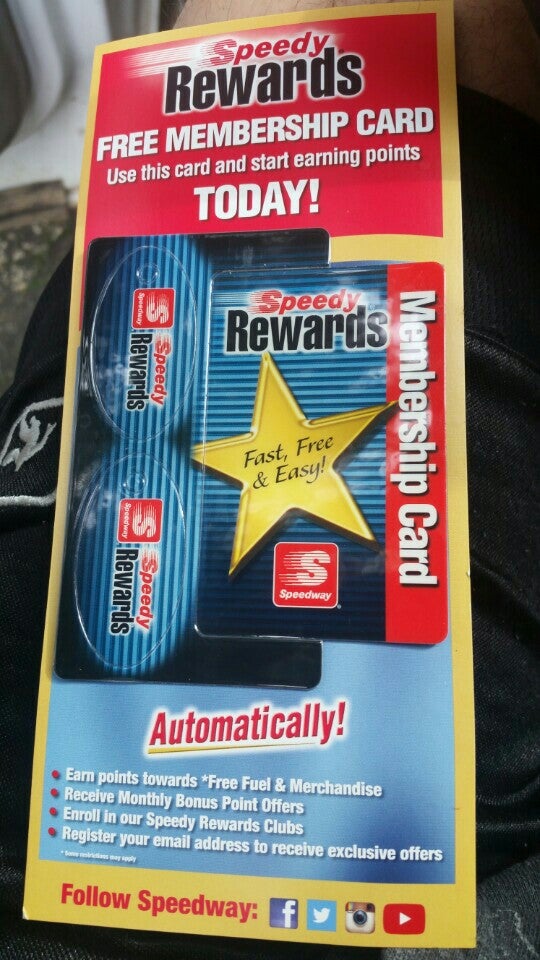 Speedy
Rewards
FREE MEMBERSHIP CARD
Use this card and start earning points
TODAY!
S
Speedway
Speedy
Rewards
S
Speedway
Speedy
Rewards
Speedy
Rewards
Membership Card
Fast, Free
& Easy!
S
Speedway
Automatically!
• Earn points towards *Free Fuel & Merchandise
• Receive Monthly Bonus Point Offers
• Enroll in our Speedy Rewards Clubs
• Register your email address to receive exclusive offers
* Some restrictions may apply
Follow Speedway: